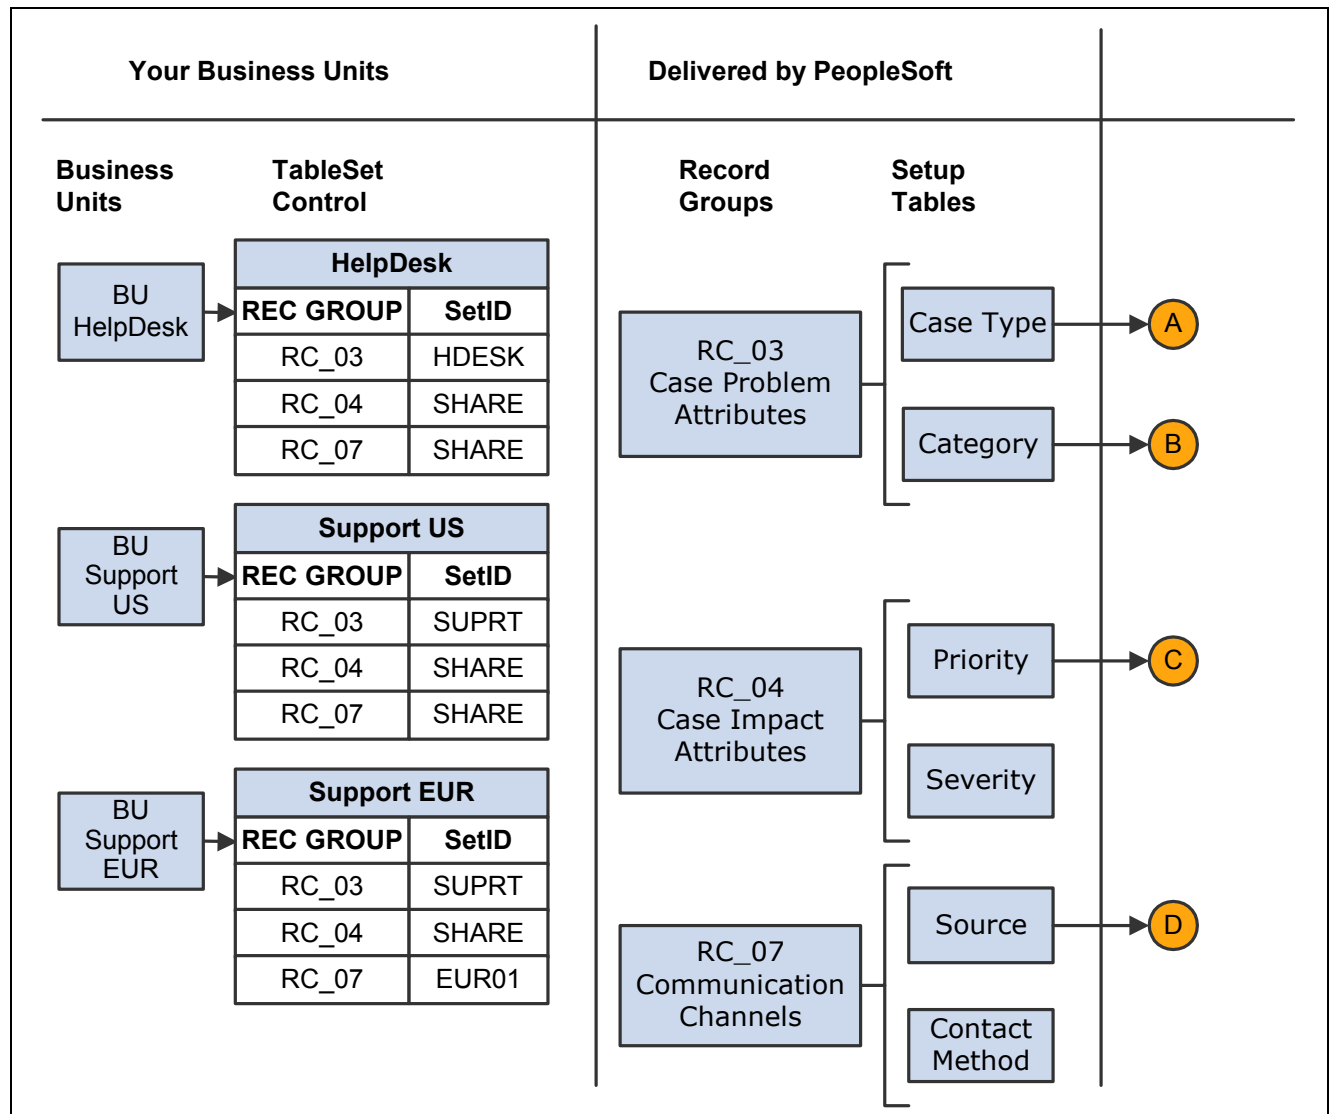 Your Business Units
Delivered by PeopleSoft
Business
Units
TableSet
Control
Record
Groups
Setup
Tables
BU
HelpDesk
HelpDesk
REC GROUP SetID
RC_03 HDESK
RC_04 SHARE
RC_07 SHARE
BU
Support
US
Support US
REC GROUP SetID
RC_03 SUPRT
RC_04 SHARE
RC_07 SHARE
BU
Support
EUR
Support EUR
REC GROUP SetID
RC_03 SUPRT
RC_04 SHARE
RC_07 EUR01
RC_03
Case Problem
Attributes
Case Type
A
Category
B
RC_04
Case Impact
Attributes
Priority
C
Severity
RC_07
Communication
Channels
Source
D
Contact
Method